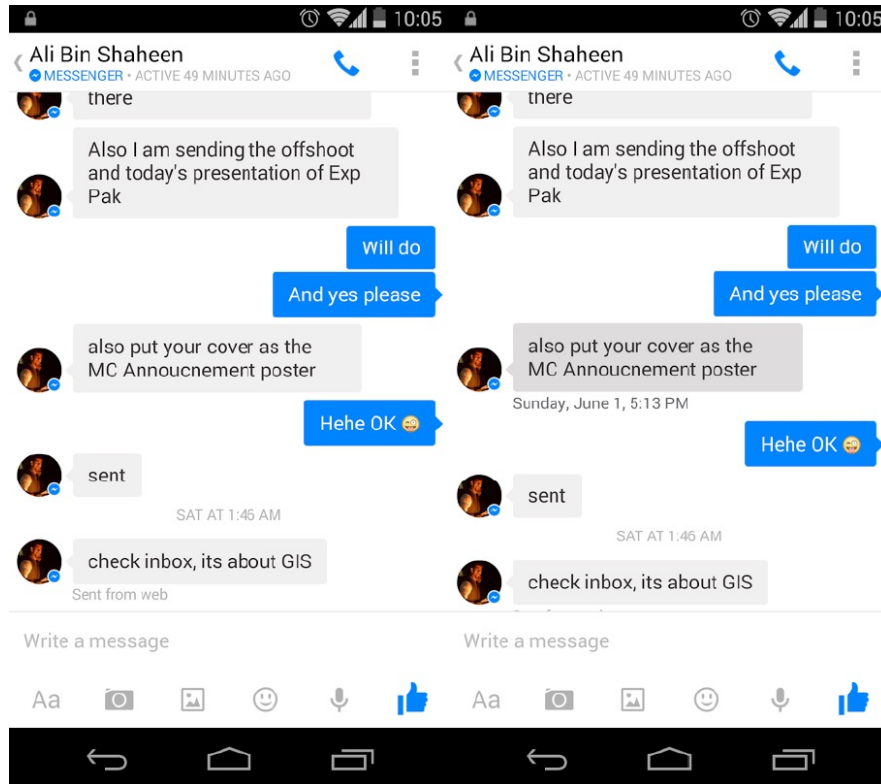 10:05
Ali Bin Shaheen
MESSENGER • ACTIVE 49 MINUTES AGO
there
Also I am sending the offshoot
and today's presentation of Exp
Pak
Will do
And yes please
also put your cover as the
MC Annoucnement poster
Hehe OK 😜
sent
SAT AT 1:46 AM
check inbox, its about GIS
Sent from web
Write a message
Aa
10:05
Ali Bin Shaheen
MESSENGER • ACTIVE 49 MINUTES AGO
there
Also I am sending the offshoot
and today's presentation of Exp
Pak
Will do
And yes please
also put your cover as the
MC Annoucnement poster
Sunday, June 1, 5:13 PM
Hehe OK 😜
sent
SAT AT 1:46 AM
check inbox, its about GIS
Write a message
Aa